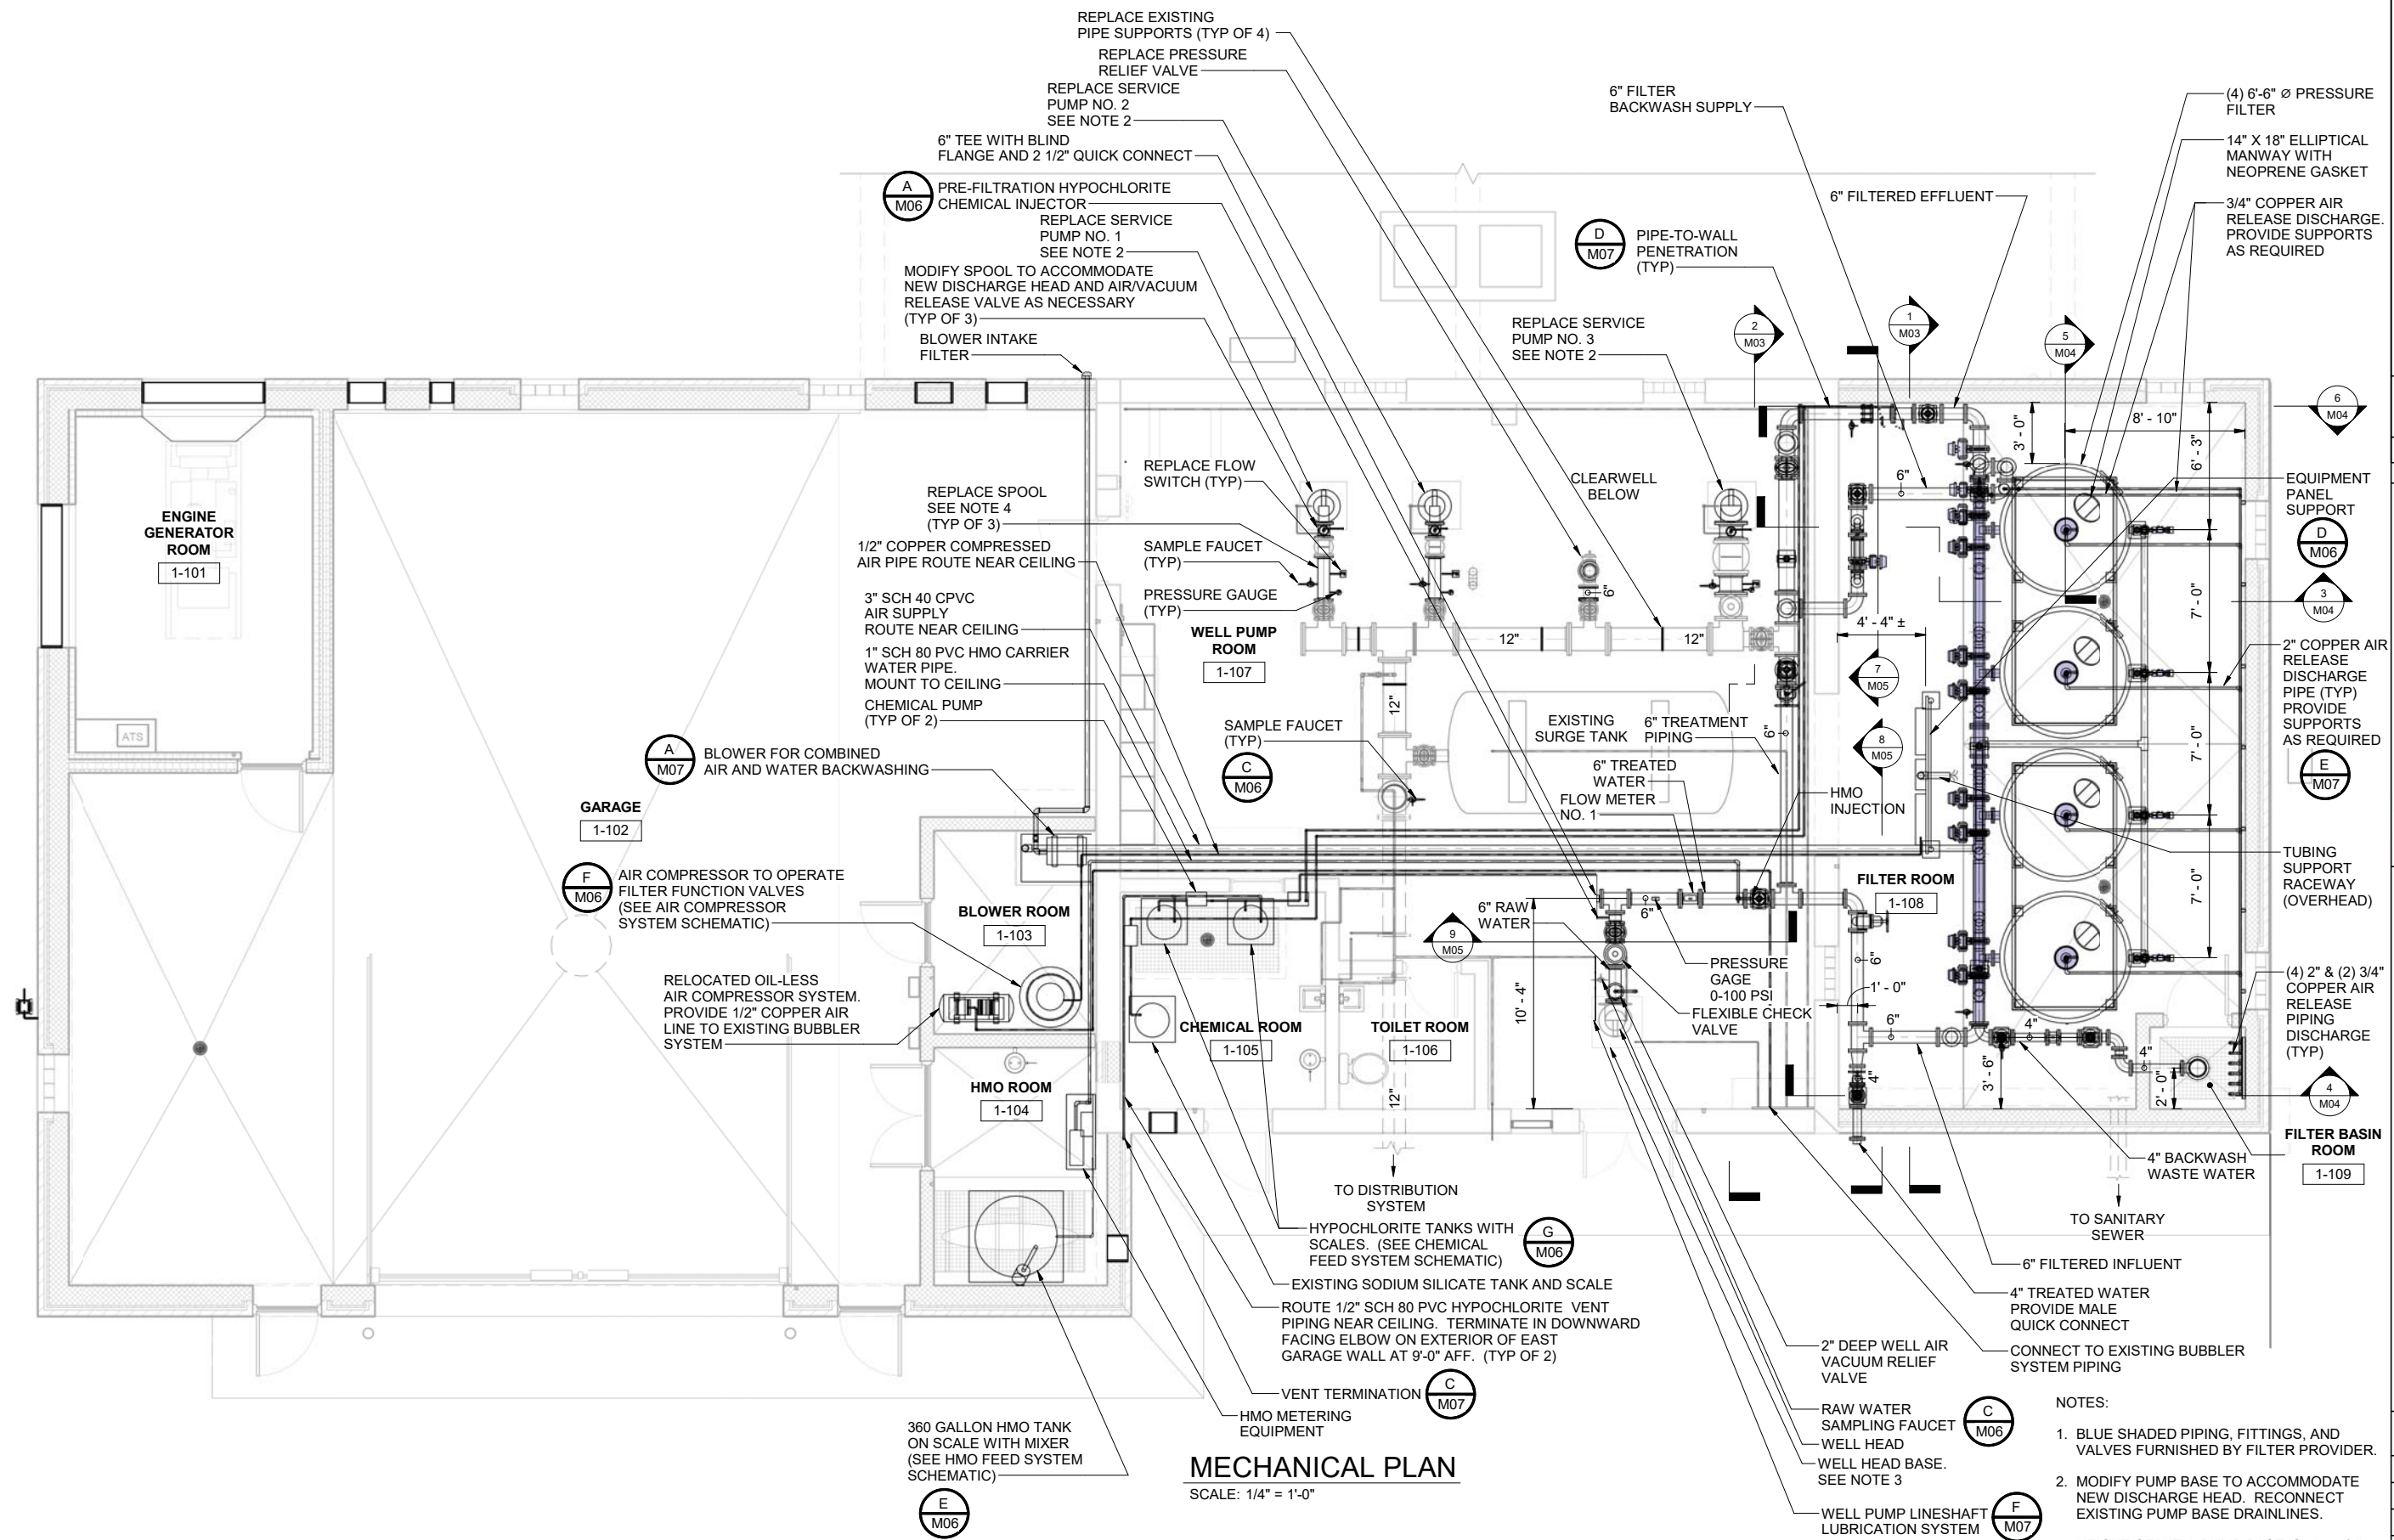 REPLACE EXISTING
PIPE SUPPORTS (TYP OF 4)
REPLACE PRESSURE
RELIEF VALVE
REPLACE SERVICE
PUMP NO. 2
SEE NOTE 2
6" TEE WITH BLIND
FLANGE AND 2 1/2" QUICK CONNECT
A
M06
PRE-FILTRATION HYPOCHLORITE
CHEMICAL INJECTOR
REPLACE SERVICE
PUMP NO. 1
SEE NOTE 2
MODIFY SPOOL TO ACCOMMODATE
NEW DISCHARGE HEAD AND AIR/VACUUM
RELEASE VALVE AS NECESSARY
(TYP OF 3)
BLOWER INTAKE
FILTER
6" FILTER
BACKWASH SUPPLY
6" FILTERED EFFLUENT
D
M07
PIPE-TO-WALL
PENETRATION
(TYP)
REPLACE SERVICE
PUMP NO. 3
SEE NOTE 2
2
M03
1
M03
5
M04
(4) 6'-6" Ø PRESSURE
FILTER
14" X 18" ELLIPTICAL
MANWAY WITH
NEOPRENE GASKET
3/4" COPPER AIR
RELEASE DISCHARGE.
PROVIDE SUPPORTS
AS REQUIRED
6
M04
8' - 10"
3' - 0"
6' - 3"
EQUIPMENT
PANEL
SUPPORT
D
M06
3
M04
7' - 0"
7' - 0"
7' - 0"
2" COPPER AIR
RELEASE
DISCHARGE
PIPE (TYP)
PROVIDE
SUPPORTS
AS REQUIRED
E
M07
TUBING
SUPPORT
RACEWAY
(OVERHEAD)
(4) 2" & (2) 3/4"
COPPER AIR
RELEASE
PIPING
DISCHARGE
(TYP)
4
M04
FILTER BASIN
ROOM
1-109
ENGINE
GENERATOR
ROOM
1-101
ATS
REPLACE FLOW
SWITCH (TYP)
REPLACE SPOOL
SEE NOTE 4
(TYP OF 3)
1/2" COPPER COMPRESSED
AIR PIPE ROUTE NEAR CEILING
SAMPLE FAUCET
(TYP)
PRESSURE GAUGE
(TYP)
3" SCH 40 CPVC
AIR SUPPLY
ROUTE NEAR CEILING
1" SCH 80 PVC HMO CARRIER
WATER PIPE.
MOUNT TO CEILING
CHEMICAL PUMP
(TYP OF 2)
WELL PUMP
ROOM
1-107
CLEARWELL
BELOW
6"
6"
12"
12"
12"
4' - 4" ±
7
M05
8
M05
SAMPLE FAUCET
(TYP)
C
M06
EXISTING
SURGE TANK
6" TREATMENT
PIPING
6"
6" TREATED
WATER
FLOW METER
NO. 1
HMO
INJECTION
A
M07
BLOWER FOR COMBINED
AIR AND WATER BACKWASHING
GARAGE
1-102
F
M06
AIR COMPRESSOR TO OPERATE
FILTER FUNCTION VALVES
(SEE AIR COMPRESSOR
SYSTEM SCHEMATIC)
BLOWER ROOM
1-103
RELOCATED OIL-LESS
AIR COMPRESSOR SYSTEM.
PROVIDE 1/2" COPPER AIR
LINE TO EXISTING BUBBLER
SYSTEM
HMO ROOM
1-104
CHEMICAL ROOM
1-105
TOILET ROOM
1-106
6" RAW
WATER
9
M05
10' - 4"
6"
PRESSURE
GAGE
0-100 PSI
FLEXIBLE CHECK
VALVE
FILTER ROOM
1-108
6"
1' - 0"
6"
4"
3' - 6"
4"
4"
2' - 0"
12"
TO DISTRIBUTION
SYSTEM
4" BACKWASH
WASTE WATER
TO SANITARY
SEWER
6" FILTERED INFLUENT
4" TREATED WATER
PROVIDE MALE
QUICK CONNECT
CONNECT TO EXISTING BUBBLER
SYSTEM PIPING
HYPOCHLORITE TANKS WITH
SCALES. (SEE CHEMICAL
FEED SYSTEM SCHEMATIC)
G
M06
EXISTING SODIUM SILICATE TANK AND SCALE
ROUTE 1/2" SCH 80 PVC HYPOCHLORITE VENT
PIPING NEAR CEILING. TERMINATE IN DOWNWARD
FACING ELBOW ON EXTERIOR OF EAST
GARAGE WALL AT 9'-0" AFF. (TYP OF 2)
VENT TERMINATION
C
M07
HMO METERING
EQUIPMENT
360 GALLON HMO TANK
ON SCALE WITH MIXER
(SEE HMO FEED SYSTEM
SCHEMATIC)
E
M06
2" DEEP WELL AIR
VACUUM RELIEF
VALVE
RAW WATER
SAMPLING FAUCET
C
M06
WELL HEAD
WELL HEAD BASE.
SEE NOTE 3
WELL PUMP LINESHAFT
LUBRICATION SYSTEM
F
M07
MECHANICAL PLAN
SCALE: 1/4" = 1'-0"
NOTES:
1. BLUE SHADED PIPING, FITTINGS, AND
VALVES FURNISHED BY FILTER PROVIDER.
2. MODIFY PUMP BASE TO ACCOMMODATE
NEW DISCHARGE HEAD. RECONNECT
EXISTING PUMP BASE DRAINLINES.